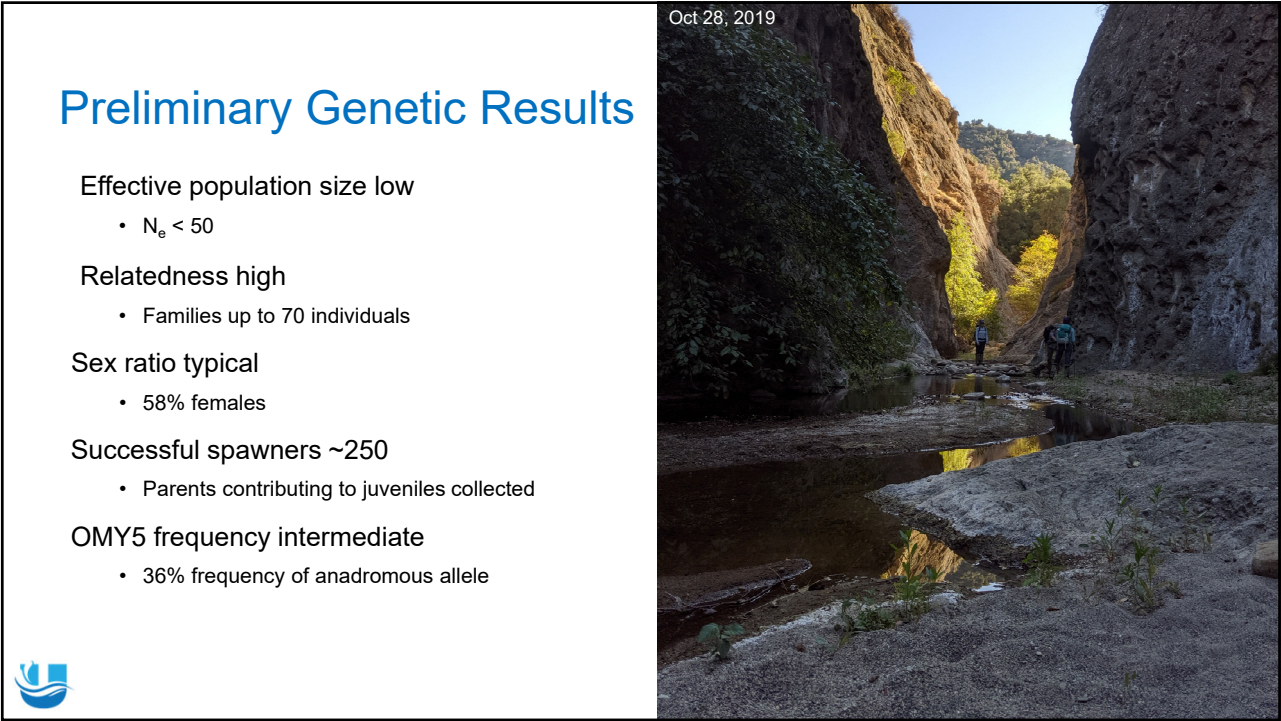 Oct 28, 2019
Preliminary Genetic Results
Effective population size low
• Ne < 50
Relatedness high
• Families up to 70 individuals
Sex ratio typical
• 58% females
Successful spawners ~250
• Parents contributing to juveniles collected
OMY5 frequency intermediate
• 36% frequency of anadromous allele